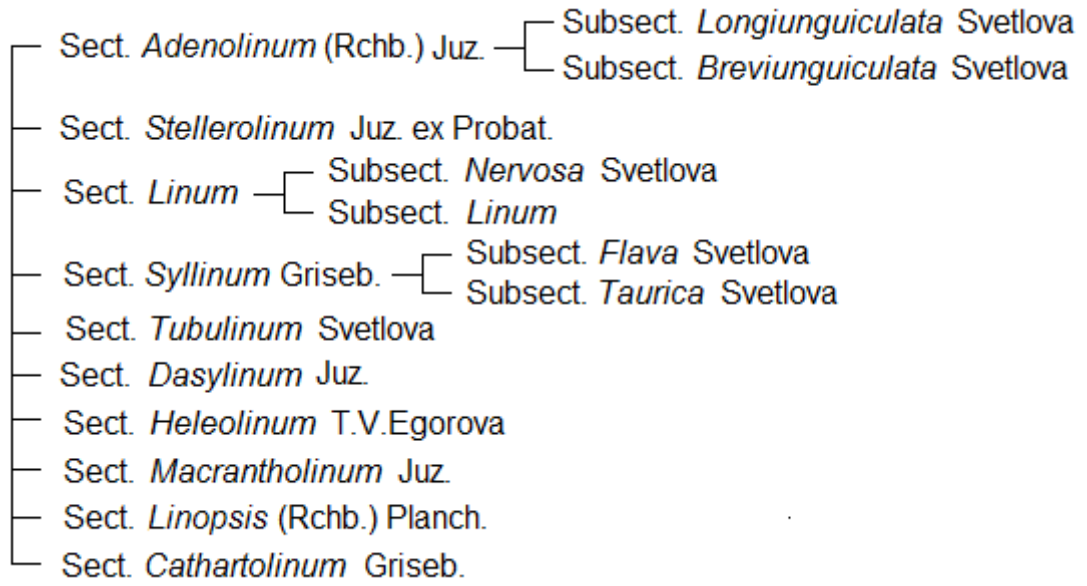 Sect. Adenolinum (Rchb.) Juz.
Subsect. Longiunguiculata Svetlova
Subsect. Breviunguiculata Svetlova
Sect. Stellerolinum Juz. ex Probat.
Sect. Linum
Subsect. Nervosa Svetlova
Subsect. Linum
Sect. Syllinum Griseb.
Subsect. Flava Svetlova
Subsect. Taurica Svetlova
Sect. Tubulinum Svetlova
Sect. Dasylinum Juz.
Sect. Heleolinum T.V.Egorova
Sect. Macrantholinum Juz.
Sect. Linopsis (Rchb.) Planch.
Sect. Cathartolinum Griseb.